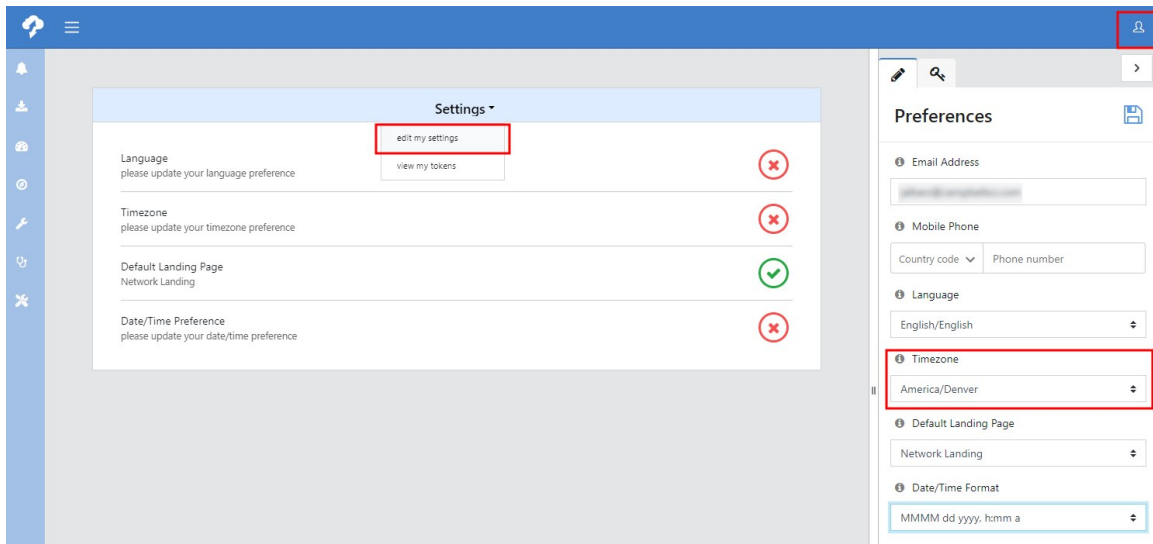 Settings
edit my settings
view my tokens
Language
please update your language preference
Timezone
please update your timezone preference
Default Landing Page
Network Landing
Date/Time Preference
please update your date/time preference
Preferences
Email Address
Mobile Phone
Country code
Phone number
Language
English/English
Timezone
America/Denver
Default Landing Page
Network Landing
Date/Time Format
MMMM dd yyyy, h:mm a